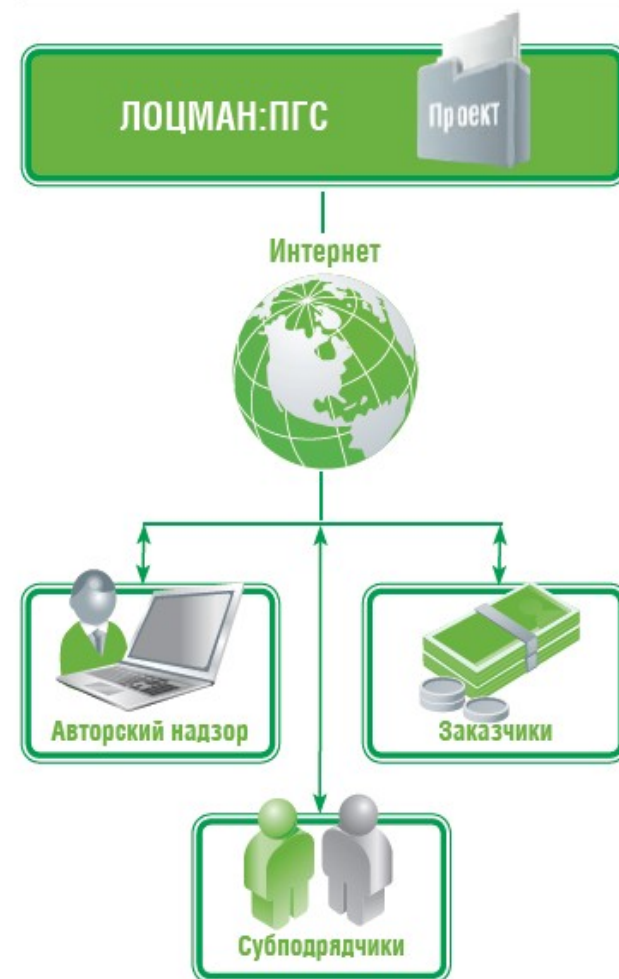 ЛОЦМАН:ПГС
Проект
Интернет
Авторский надзор
Заказчики
Субподрядчики